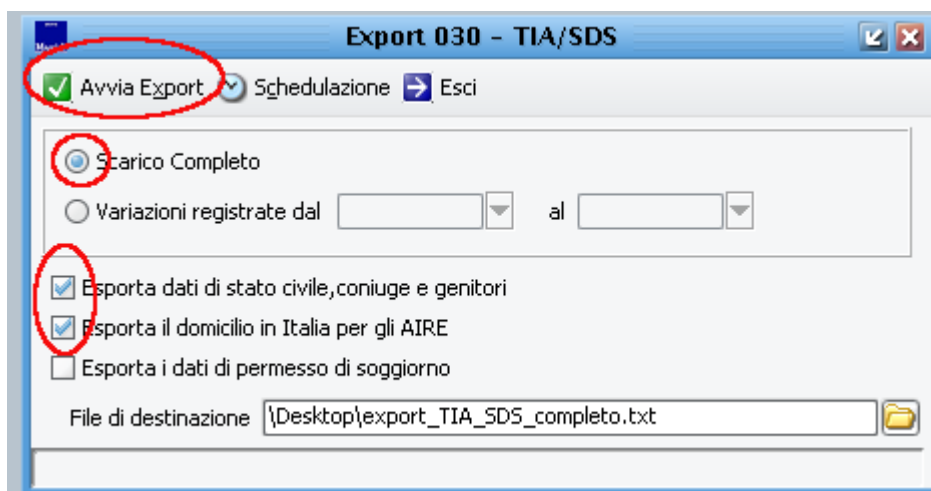 Export 030 - TIA/SDS
Avvia Export Schedulazione Esci
Scarico Completo
Variazioni registrate dal al
Esporta dati di stato civile,coniuge e genitori
Esporta il domicilio in Italia per gli AIRE
Esporta i dati di permesso di soggiorno
File di destinazione \Desktop\export_TIA_SDS_completo.txt